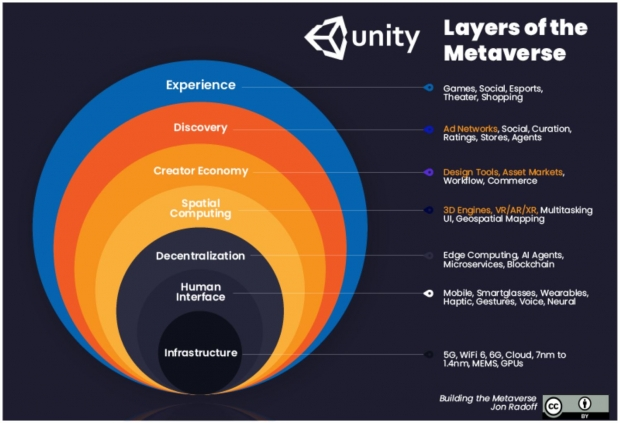 unity
Layers of the
Metaverse
Experience
Games, Social, Esports,
Theater, Shopping
Discovery
Ad Networks, Social, Curation,
Ratings, Stores, Agents
Creator Economy
Design Tools, Asset Markets,
Workflow, Commerce
Spatial
Computing
3D Engines, VR/AR/XR, Multitasking
UI, Geospatial Mapping
Decentralization
Edge Computing, AI Agents,
Microservices, Blockchain
Human
Interface
Mobile, Smartglasses, Wearables,
Haptic, Gestures, Voice, Neural
Infrastructure
5G, WiFi 6, 6G, Cloud, 7nm to
1.4nm, MEMS, GPUs
Building the Metaverse
Jon Radoff
cc
BY